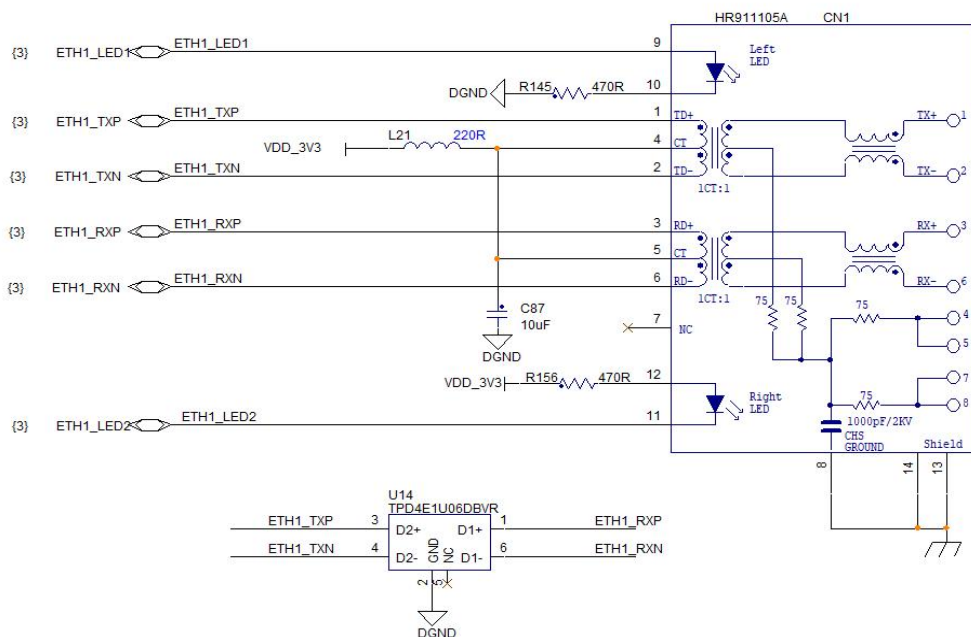 HR911105A CN1
{3} ETH1_LED1 ETH1_LED1 9
Left
LED
DGND R145 470R 10
{3} ETH1_TXP ETH1_TXP 1 TD+ TX+ 1
L21 220R 4 CT
VDD_3V3
{3} ETH1_TXN ETH1_TXN 2 TD- TX- 2
1CT:1
{3} ETH1_RXP ETH1_RXP 3 RD+ RX+ 3
5 CT
{3} ETH1_RXN ETH1_RXN 6 RD- RX- 6
1CT:1
75 75 75
C87
10uF
7 NC
4
5
DGND
VDD_3V3 R156 470R 12
7
Right
LED
75
8
{3} ETH1_LED2 ETH1_LED2 11
1000pF/2KV
CHS
GROUND
Shield
8 14 13
U14
TPD4E1U06DBVR
ETH1_TXP 3 D2+ D1+ 1 ETH1_RXP
ETH1_TXN 4 D2- GND NC D1- 6 ETH1_RXN
2 5
DGND